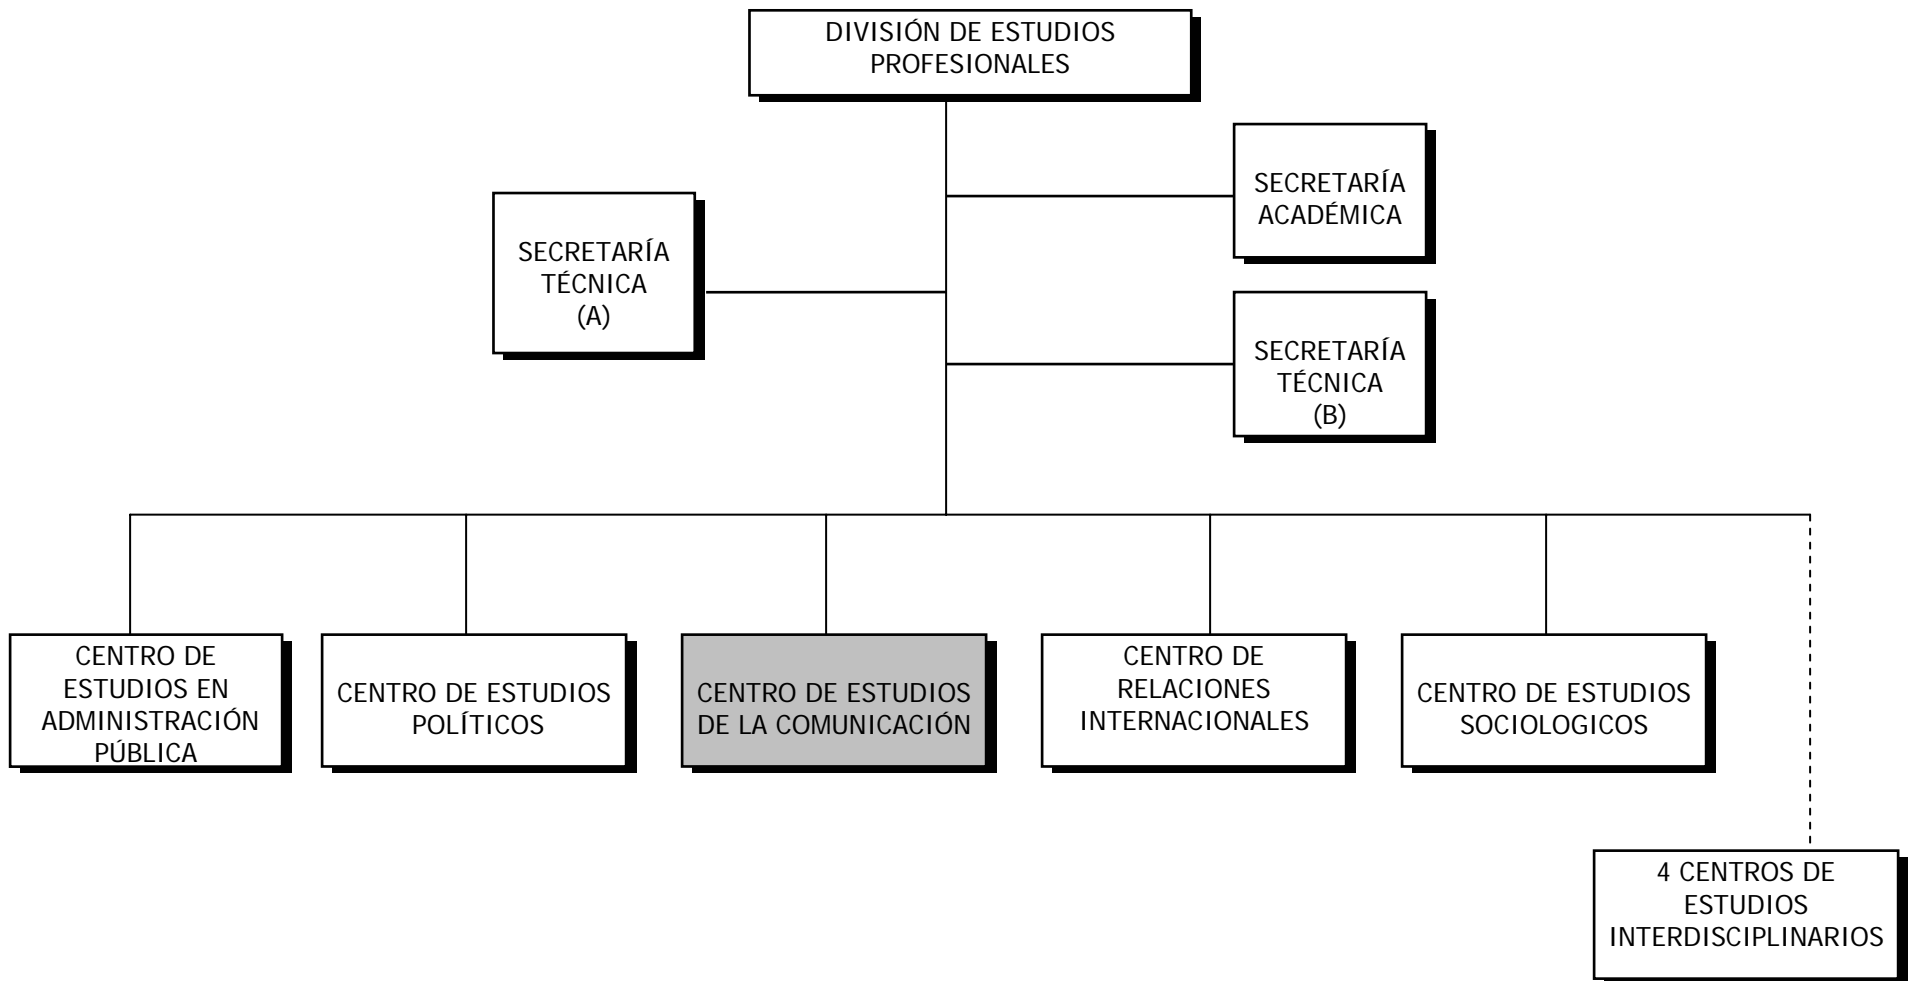 DIVISIÓN DE ESTUDIOS
PROFESIONALES
SECRETARÍA
ACADÉMICA
SECRETARÍA
TÉCNICA
(A)
SECRETARÍA
TÉCNICA
(B)
CENTRO DE
ESTUDIOS EN
ADMINISTRACIÓN
PÚBLICA
CENTRO DE ESTUDIOS
POLÍTICOS
CENTRO DE ESTUDIOS
DE LA COMUNICACIÓN
CENTRO DE
RELACIONES
INTERNACIONALES
CENTRO DE ESTUDIOS
SOCIOLOGICOS
4 CENTROS DE
ESTUDIOS
INTERDISCIPLINARIOS